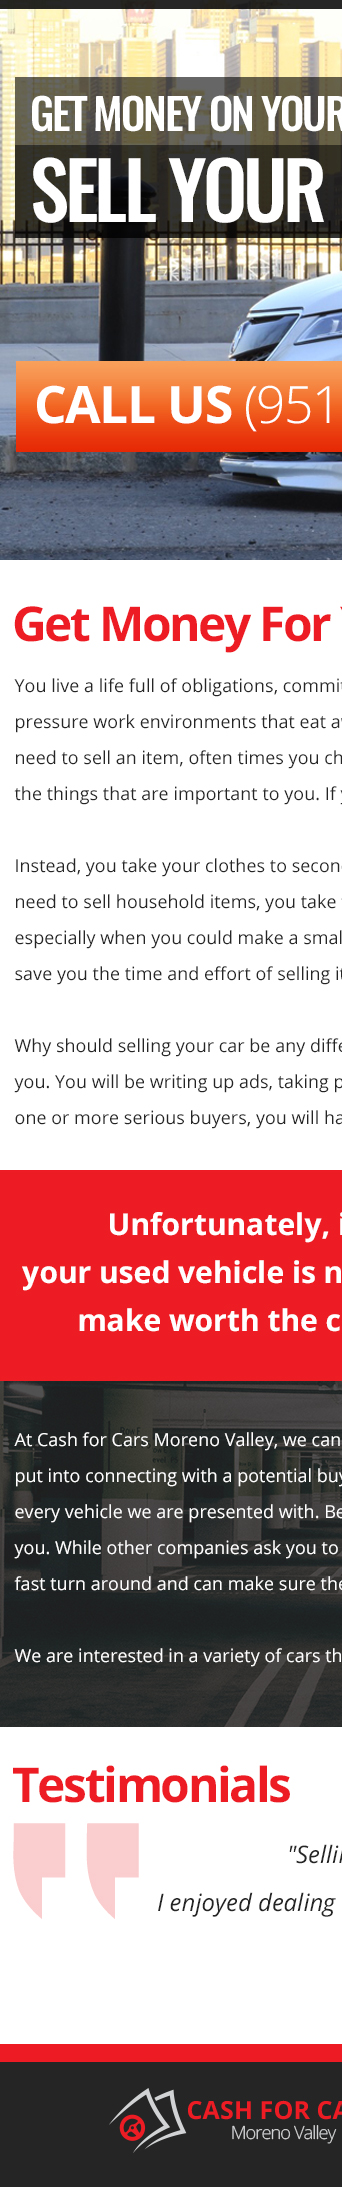 GET MONEY ON YOUR
SELL YOUR
CALL US (951
Get Money For
You live a life full of obligations, commi
pressure work environments that eat a
need to sell an item, often times you ch
the things that are important to you. If
Instead, you take your clothes to secon
need to sell household items, you take
especially when you could make a smal
save you the time and effort of selling it
Why should selling your car be any diffe
you. You will be writing up ads, taking p
one or more serious buyers, you will ha
Unfortunately, i
your used vehicle is n
make worth the c
At Cash for Cars Moreno Valley, we can
put into connecting with a potential buy
every vehicle we are presented with. Be
you. While other companies ask you to
fast turn around and can make sure the
We are interested in a variety of cars th
Testimonials
"Selli
I enjoyed dealing
CASH FOR CA
Moreno Valley